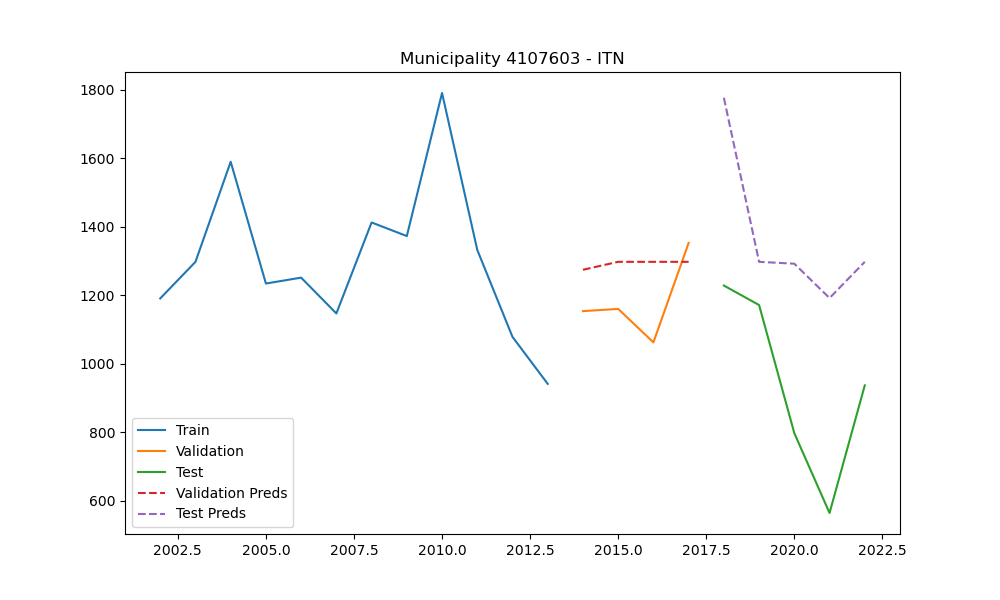 Municipality 4107603 - ITN
1800
1600
1400
1200
1000
800
600
Train
Validation
Test
Validation Preds
Test Preds
2002.5 2005.0 2007.5 2010.0 2012.5 2015.0 2017.5 2020.0 2022.5